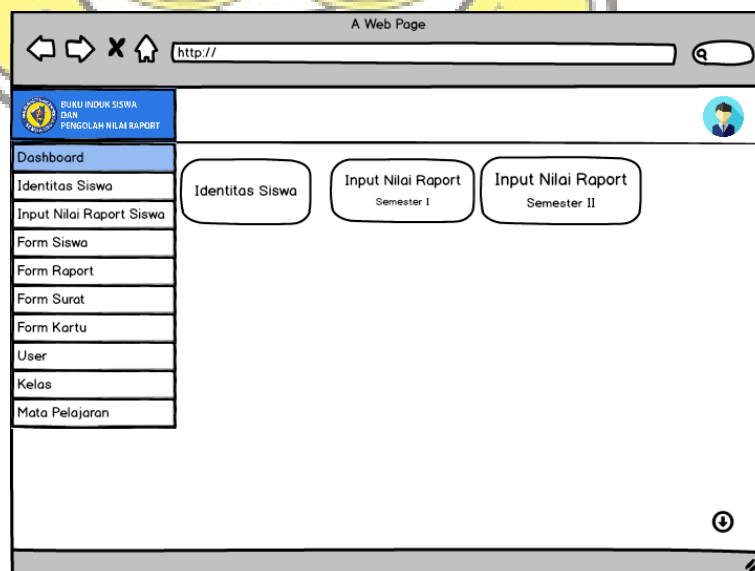 A Web Page
http://
BUKU INDUK SISWA
DAN
PENGOLAH NILAI RAPORT
Dashboard
Identitas Siswa
Input Nilai Raport Siswa
Form Siswa
Form Raport
Form Surat
Form Kartu
User
Kelas
Mata Pelajaran
Identitas Siswa
Input Nilai Raport
Semester I
Input Nilai Raport
Semester II